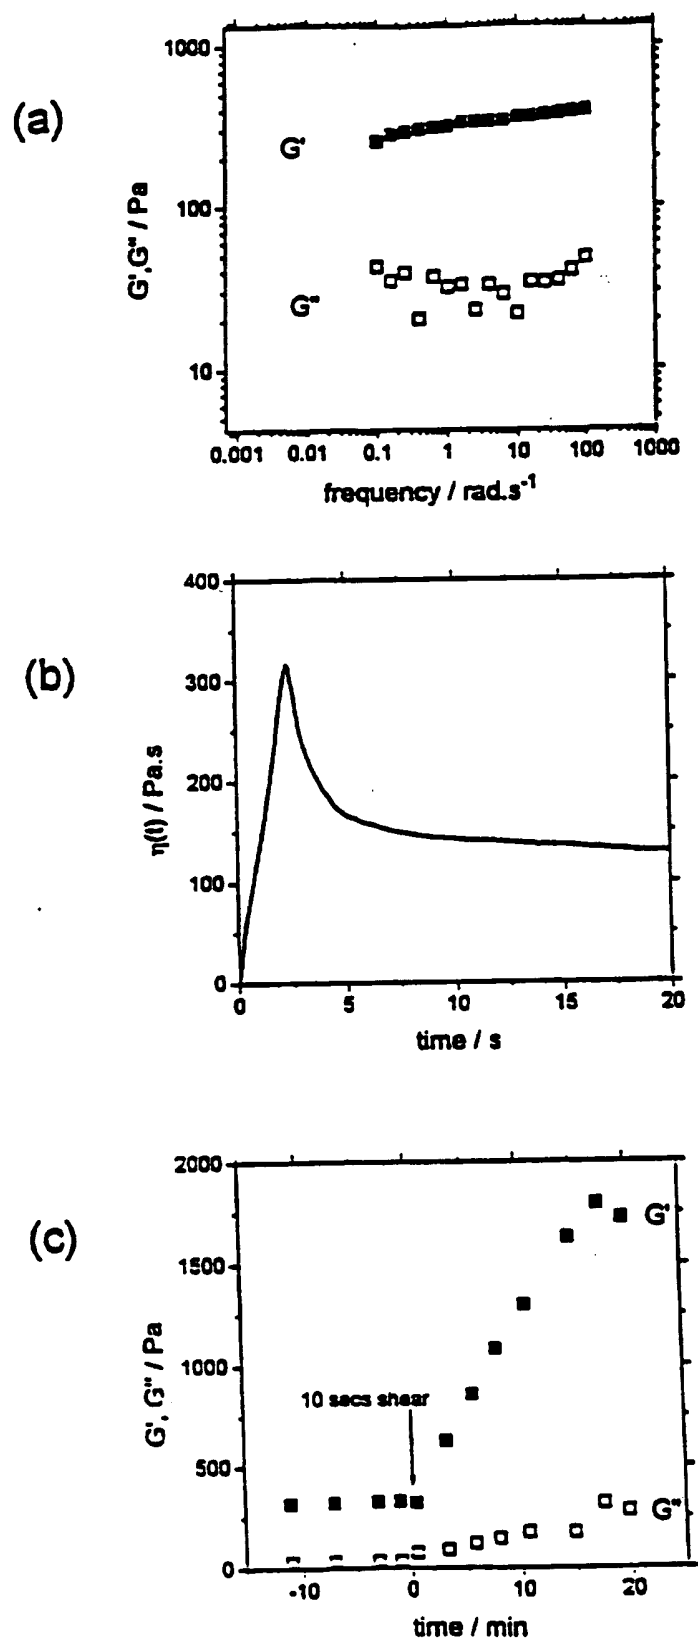 (a)
1000
100
10
G',G" / Pa
G'
G"
0.001 0.01 0.1 1 10 100 1000
frequency / rad.s-1
(b)
400
300
200
100
0
η(t) / Pa.s
0 5 10 15 20
time / s
(c)
2000
1500
1000
500
0
G', G" / Pa
G'
10 secs shear
G"
-10 0 10 20
time / min